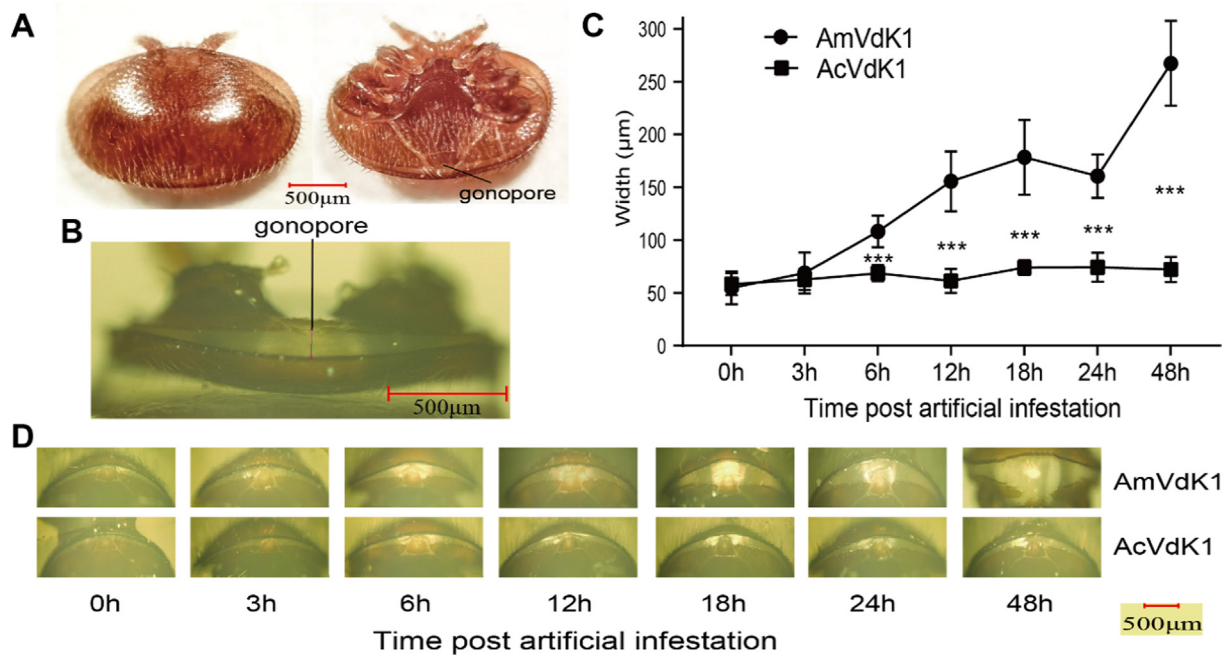 A
500μm
gonopore
B
gonopore
500μm
C
AmVdK1
AcVdK1
Width (μm)
300
250
200
150
100
50
0
***
***
***
***
***
0h 3h 6h 12h 18h 24h 48h
Time post artificial infestation
D
AmVdK1
AcVdK1
0h 3h 6h 12h 18h 24h 48h
500μm
Time post artificial infestation